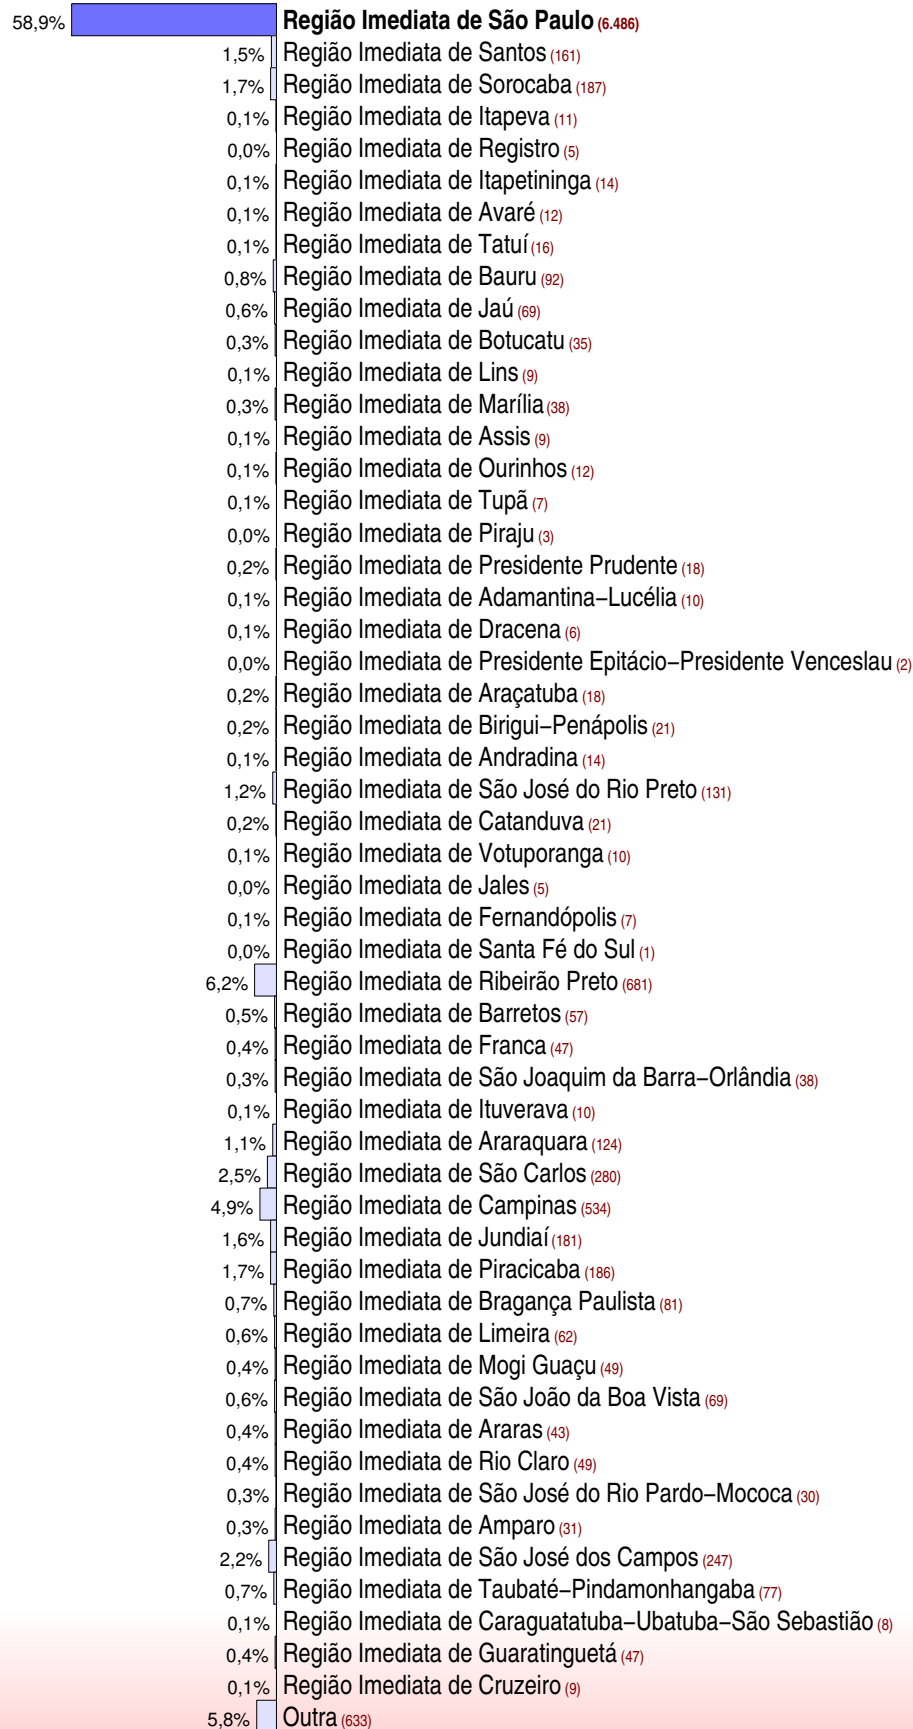 58,9% Região Imediata de São Paulo (6.486)
1,5% Região Imediata de Santos (161)
1,7% Região Imediata de Sorocaba (187)
0,1% Região Imediata de Itapeva (11)
0,0% Região Imediata de Registro (5)
0,1% Região Imediata de Itapetininga (14)
0,1% Região Imediata de Avaré (12)
0,1% Região Imediata de Tatuí (16)
0,8% Região Imediata de Bauru (92)
0,6% Região Imediata de Jaú (69)
0,3% Região Imediata de Botucatu (35)
0,1% Região Imediata de Lins (9)
0,3% Região Imediata de Marília (38)
0,1% Região Imediata de Assis (9)
0,1% Região Imediata de Ourinhos (12)
0,1% Região Imediata de Tupã (7)
0,0% Região Imediata de Piraju (3)
0,2% Região Imediata de Presidente Prudente (18)
0,1% Região Imediata de Adamantina−Lucélia (10)
0,1% Região Imediata de Dracena (6)
0,0% Região Imediata de Presidente Epitácio−Presidente Venceslau (2)
0,2% Região Imediata de Araçatuba (18)
0,2% Região Imediata de Birigui−Penápolis (21)
0,1% Região Imediata de Andradina (14)
1,2% Região Imediata de São José do Rio Preto (131)
0,2% Região Imediata de Catanduva (21)
0,1% Região Imediata de Votuporanga (10)
0,0% Região Imediata de Jales (5)
0,1% Região Imediata de Fernandópolis (7)
0,0% Região Imediata de Santa Fé do Sul (1)
6,2% Região Imediata de Ribeirão Preto (681)
0,5% Região Imediata de Barretos (57)
0,4% Região Imediata de Franca (47)
0,3% Região Imediata de São Joaquim da Barra−Orlândia (38)
0,1% Região Imediata de Ituverava (10)
1,1% Região Imediata de Araraquara (124)
2,5% Região Imediata de São Carlos (280)
4,9% Região Imediata de Campinas (534)
1,6% Região Imediata de Jundiaí (181)
1,7% Região Imediata de Piracicaba (186)
0,7% Região Imediata de Bragança Paulista (81)
0,6% Região Imediata de Limeira (62)
0,4% Região Imediata de Mogi Guaçu (49)
0,6% Região Imediata de São João da Boa Vista (69)
0,4% Região Imediata de Araras (43)
0,4% Região Imediata de Rio Claro (49)
0,3% Região Imediata de São José do Rio Pardo−Mococa (30)
0,3% Região Imediata de Amparo (31)
2,2% Região Imediata de São José dos Campos (247)
0,7% Região Imediata de Taubaté−Pindamonhangaba (77)
0,1% Região Imediata de Caraguatatuba−Ubatuba−São Sebastião (8)
0,4% Região Imediata de Guaratinguetá (47)
0,1% Região Imediata de Cruzeiro (9)
5,8% Outra (633)